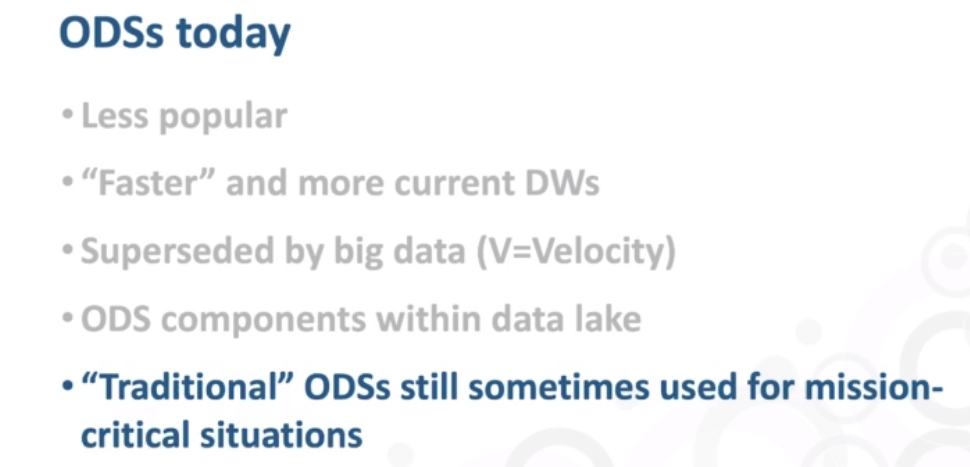 ODSs today
• Less popular
• “Faster” and more current DWs
• Superseded by big data (V=Velocity)
• ODS components within data lake
• “Traditional” ODSs still sometimes used for mission-
critical situations